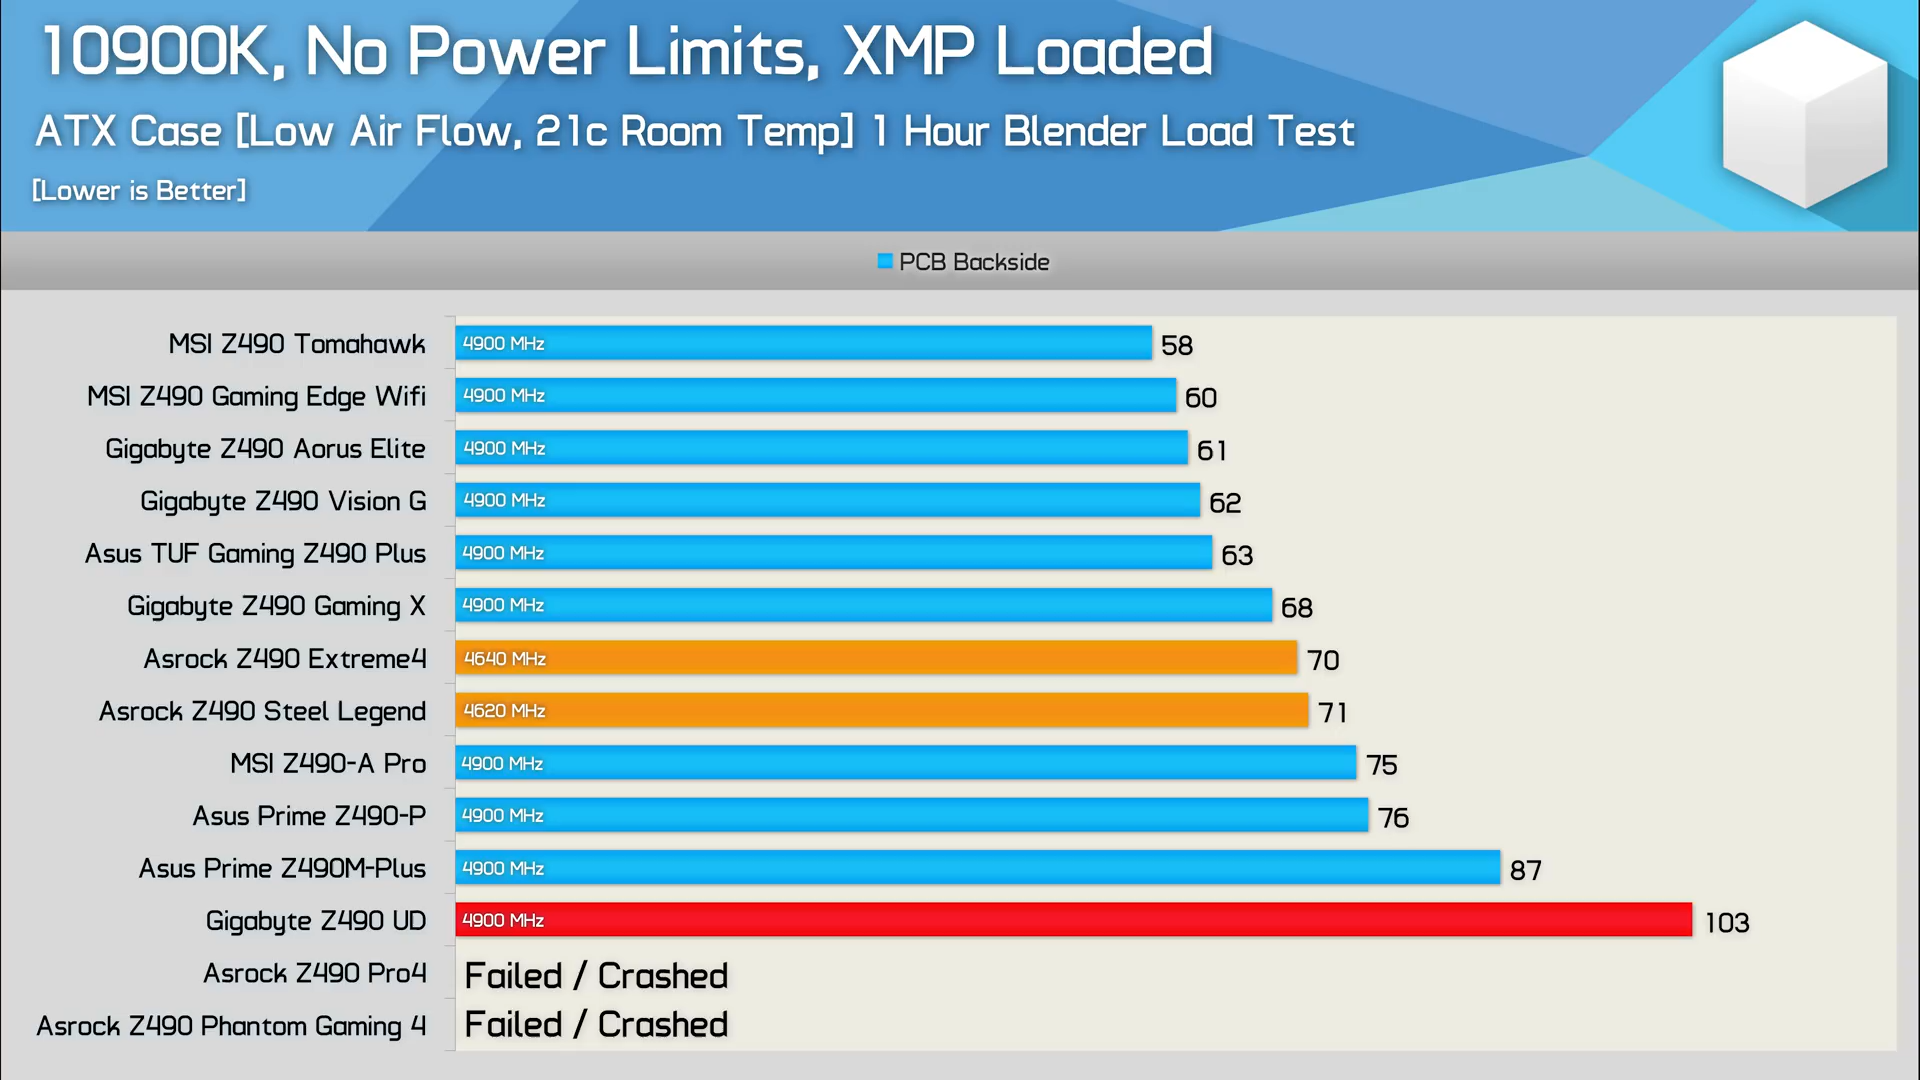 10900K, No Power Limits, XMP Loaded
ATX Case [Low Air Flow, 21c Room Temp] 1 Hour Blender Load Test
[Lower is Better]
PCB Backside
MSI Z490 Tomahawk 4900 MHz 58
MSI Z490 Gaming Edge Wifi 4900 MHz 60
Gigabyte Z490 Aorus Elite 4900 MHz 61
Gigabyte Z490 Vision G 4900 MHz 62
Asus TUF Gaming Z490 Plus 4900 MHz 63
Gigabyte Z490 Gaming X 4900 MHz 68
Asrock Z490 Extreme4 4640 MHz 70
Asrock Z490 Steel Legend 4620 MHz 71
MSI Z490-A Pro 4900 MHz 75
Asus Prime Z490-P 4900 MHz 76
Asus Prime Z490M-Plus 4900 MHz 87
Gigabyte Z490 UD 4900 MHz 103
Asrock Z490 Pro4 Failed / Crashed
Asrock Z490 Phantom Gaming 4 Failed / Crashed